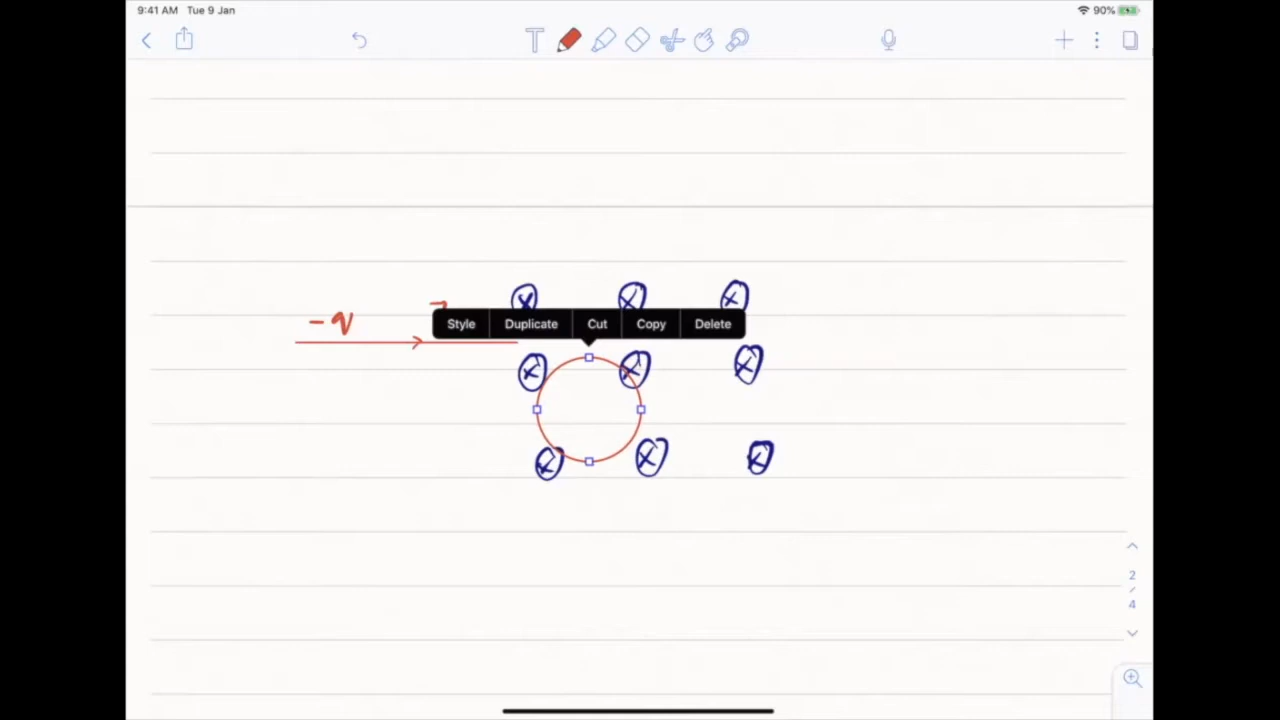 9:41 AM Tue 9 Jan
90%
T
x x x
Style Duplicate Cut Copy Delete
- q
x x x
x x x
2
/
4